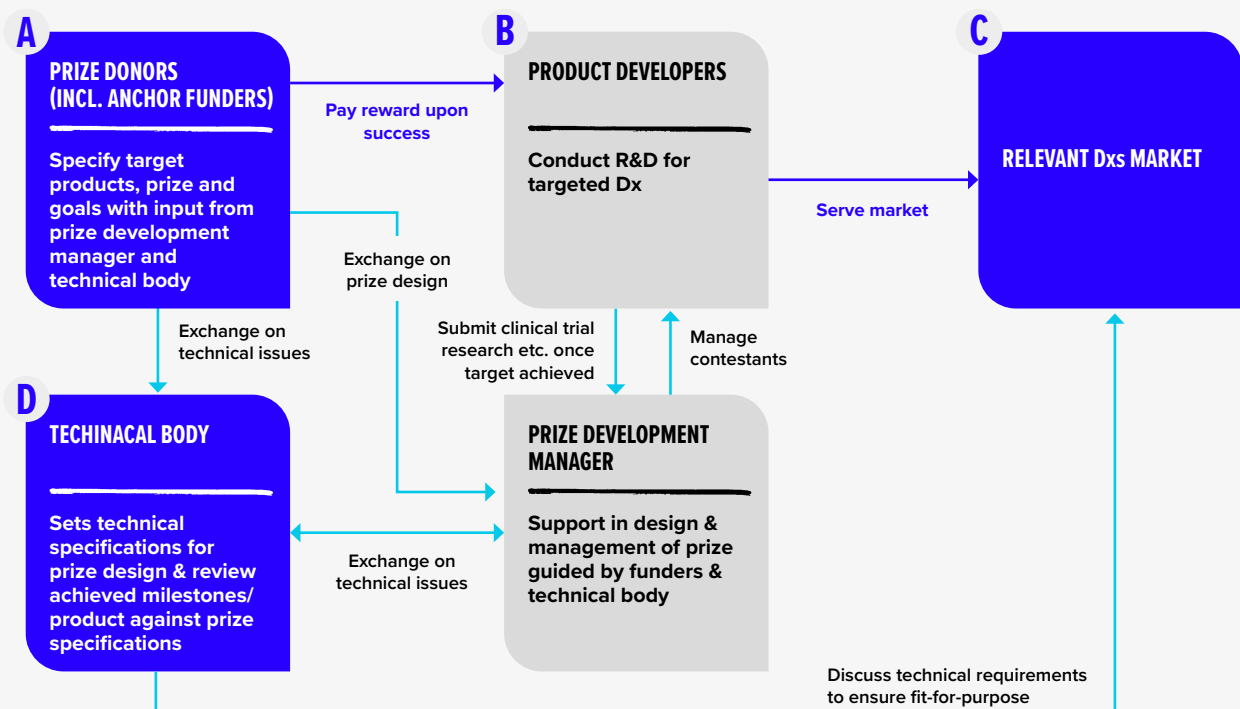 A
PRIZE DONORS
(INCL. ANCHOR FUNDERS)
Specify target
products, prize and
goals with input from
prize development
manager and
technical body
Pay reward upon
success
B
PRODUCT DEVELOPERS
Conduct R&D for
targeted Dx
Serve market
C
RELEVANT Dxs MARKET
Exchange on
prize design
Exchange on
technical issues
Submit clinical trial
research etc. once
target achieved
Manage
contestants
D
TECHINACAL BODY
Sets technical
specifications for
prize design & review
achieved milestones/
product against prize
specifications
Exchange on
technical issues
PRIZE DEVELOPMENT
MANAGER
Support in design &
management of prize
guided by funders &
technical body
Discuss technical requirements
to ensure fit-for-purpose